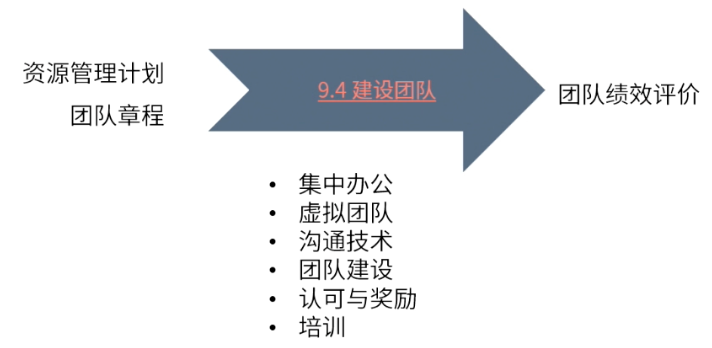 资源管理计划
团队章程
9.4 建设团队
团队绩效评价
• 集中办公
• 虚拟团队
• 沟通技术
• 团队建设
• 认可与奖励
• 培训